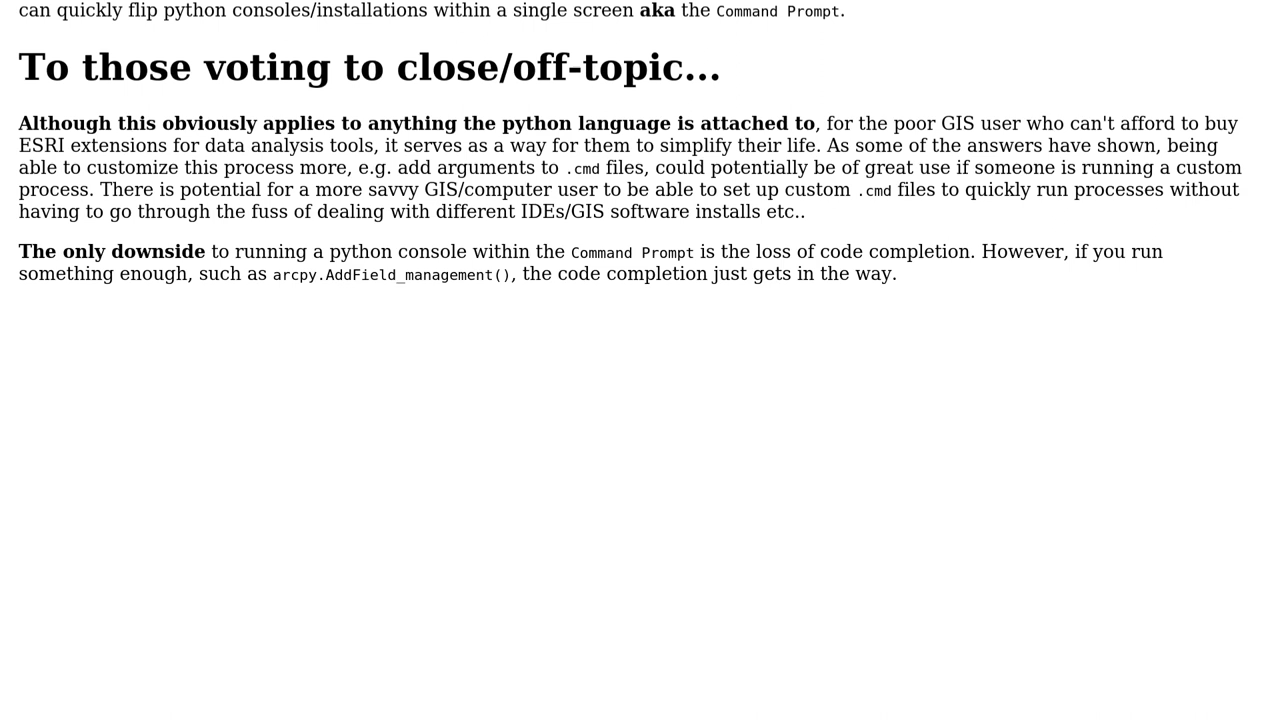 can quickly flip python consoles/installations within a single screen aka the Command Prompt.
To those voting to close/off-topic...
Although this obviously applies to anything the python language is attached to, for the poor GIS user who can't afford to buy
ESRI extensions for data analysis tools, it serves as a way for them to simplify their life. As some of the answers have shown, being
able to customize this process more, e.g. add arguments to .cmd files, could potentially be of great use if someone is running a custom
process. There is potential for a more savvy GIS/computer user to be able to set up custom .cmd files to quickly run processes without
having to go through the fuss of dealing with different IDEs/GIS software installs etc..
The only downside to running a python console within the Command Prompt is the loss of code completion. However, if you run
something enough, such as arcpy.AddField_management(), the code completion just gets in the way.